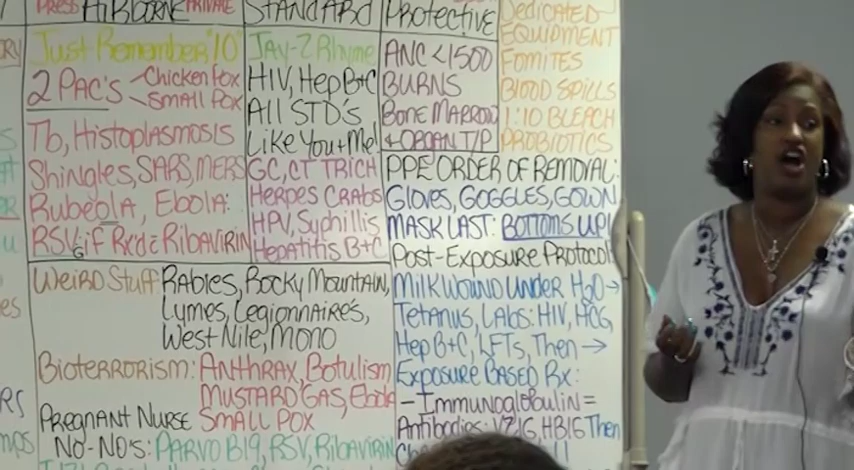 AIRBORNE PRIVATE
STANDARD
PROTECTIVE
DEDICATED
EQUIPMENT
FOMITES
BLOOD SPILLS
1:10 BLEACH
PROBIOTICS
Just Remember "10"
2 PAC's - Chicken Pox
- Small Pox
Tb, Histoplasmosis
Shingles, SARS, MERS
Rubeola, Ebola:
RSV: if Rx'd c Ribavirin
G
Jay-Z Rhyme
HIV, Hep B+C
All STD's
Like You + Me!
GC, CT TRICH
Herpes Crabs
HPV, Syphillis
Hepatitis B+C
ANC <1500
BURNS
Bone Marrow
+ ORGAN T/P
PPE ORDER OF REMOVAL:
GLOVES, GOGGLES, GOWN
MASK LAST: BOTTOMS UP!
Post-Exposure Protocol
Milk Wound Under H2O →
Tetanus, Labs: HIV, HCG,
Hep B+C, LFTS, Then →
Exposure Based Rx:
- Immunoglobulin =
Antibodies: VZIG, HBIG Then
Weird Stuff Rabies, Rocky Mountain,
Lymes, Legionnaire's,
West Nile, Mono
Bioterrorism: Anthrax, Botulism
MUSTARD GAS, Ebola
SMALL POX
Pregnant Nurse
No-No's: Parvo B19, RSV, Ribavirin